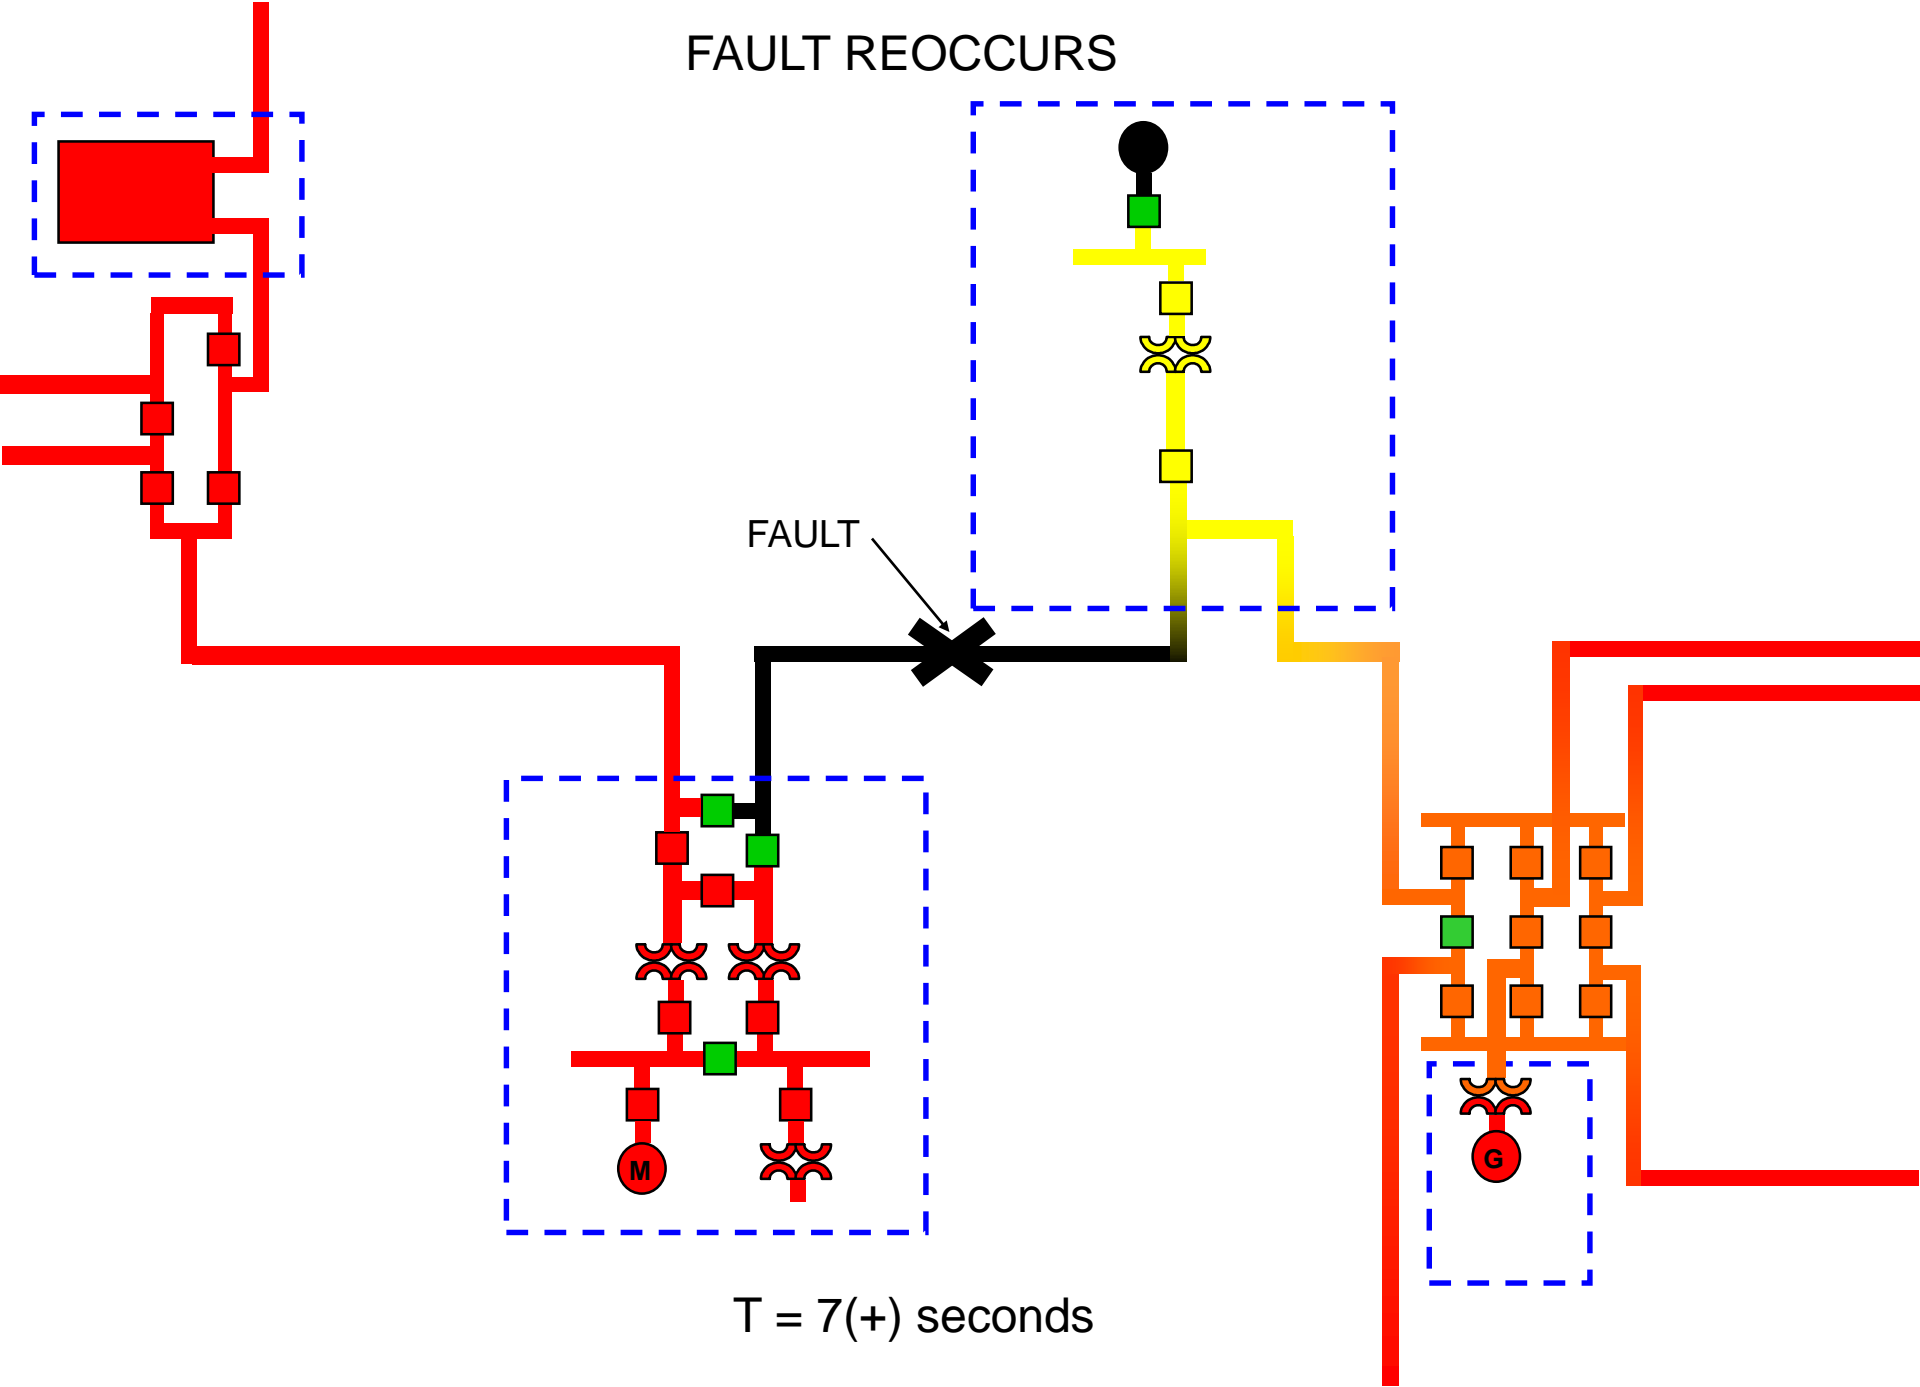 FAULT REOCCURS
FAULT
M
G
T = 7(+) seconds